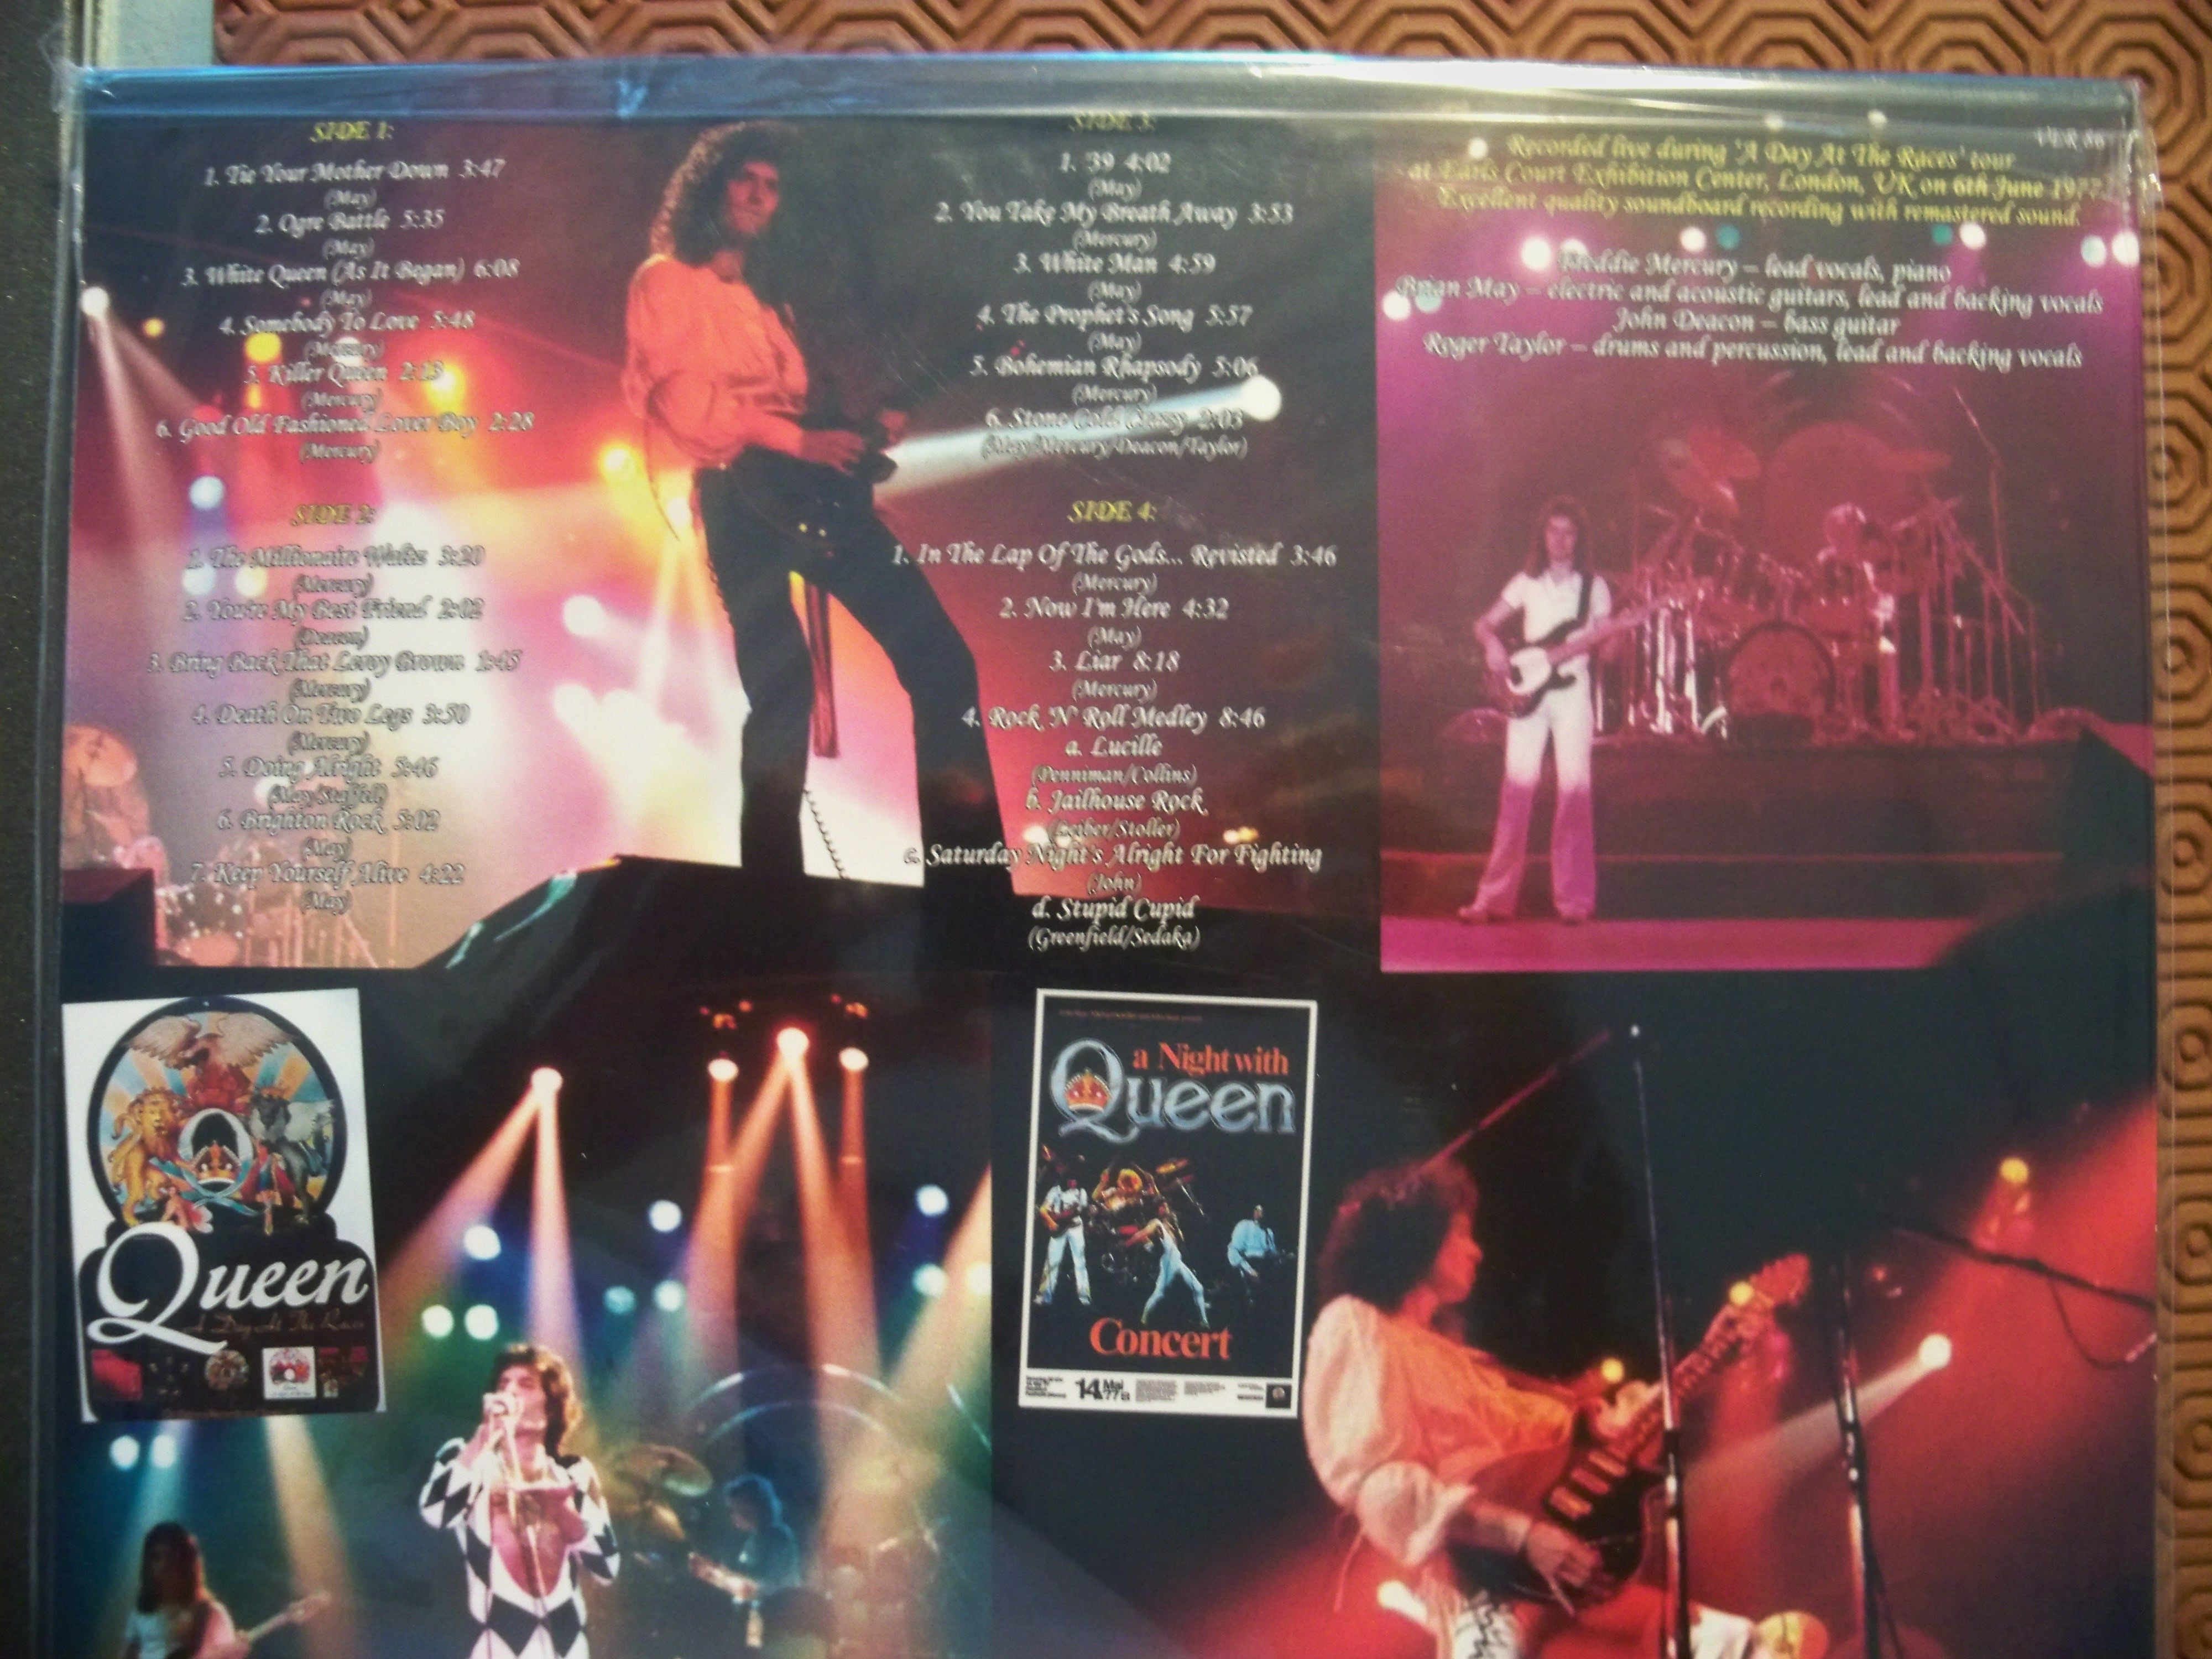 SIDE 1:
1. Tie Your Mother Down 3:47
(May)
2. Ogre Battle 5:35
(May)
3. White Queen (As It Began) 6:08
(May)
4. Somebody To Love 5:48
(Mercury)
5. Killer Queen 2:13
(Mercury)
6. Good Old Fashioned Lover Boy 2:28
(Mercury)
SIDE 2:
1. The Millionaire Waltz 3:20
(Mercury)
2. You're My Best Friend 2:02
(Deacon)
3. Bring Back That Leroy Brown 1:45
(Mercury)
4. Death On Two Legs 3:50
(Mercury)
5. Doing Alright 5:46
(May/Staffell)
6. Brighton Rock 5:02
(May)
7. Keep Yourself Alive 4:22
(May)
SIDE 3:
1. '39 4:02
(May)
2. You Take My Breath Away 3:53
(Mercury)
3. White Man 4:59
(May)
4. The Prophet's Song 5:57
(May)
5. Bohemian Rhapsody 5:06
(Mercury)
6. Stone Cold Crazy 2:03
(May/Mercury/Deacon/Taylor)
SIDE 4:
1. In The Lap Of The Gods... Revisted 3:46
(Mercury)
2. Now I'm Here 4:32
(May)
3. Liar 8:18
(Mercury)
4. Rock 'N' Roll Medley 8:46
a. Lucille
(Penniman/Collins)
b. Jailhouse Rock
(Leiber/Stoller)
c. Saturday Night's Alright For Fighting
(John)
d. Stupid Cupid
(Greenfield/Sedaka)
VER 86
Recorded live during 'A Day At The Races' tour
at Earls Court Exhibition Center, London, UK on 6th June 1977.
Excellent quality soundboard recording with remastered sound.
Freddie Mercury – lead vocals, piano
Brian May – electric and acoustic guitars, lead and backing vocals
John Deacon – bass guitar
Roger Taylor – drums and percussion, lead and backing vocals
Queen
A Day At The Races
a Night with
Queen
Concert
14. Mai 77